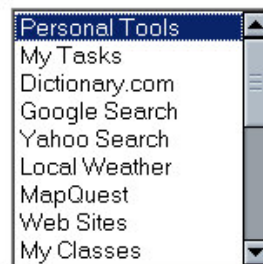 Personal Tools
My Tasks
Dictionary.com
Google Search
Yahoo Search
Local Weather
MapQuest
Web Sites
My Classes